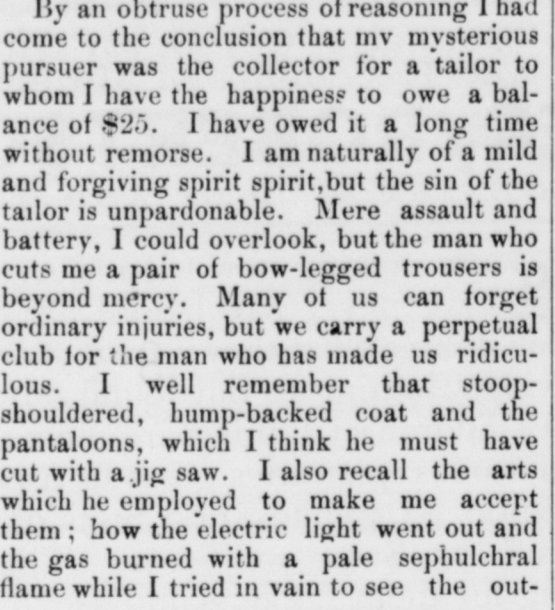 By an obtruse process of reasoning I had
come to the conclusion that my mysterious
pursuer was the collector for a tailor to
whom I have the happiness to owe a bal-
ance of $25. I have owed it a long time
without remorse. I am naturally of a mild
and forgiving spirit spirit,but the sin of the
tailor is unpardonable. Mere assault and
battery, I could overlook, but the man who
cuts me a pair of bow-legged trousers is
beyond mercy. Many of us can forget
ordinary injuries, but we carry a perpetual
club for the man who has made us ridicu-
lous. I well remember that stoop-
shouldered, hump-backed coat and the
pantaloons, which I think he must have
cut with a jig saw. I also recall the arts
which he employed to make me accept
them ; how the electric light went out and
the gas burned with a pale sephulchral
flame while I tried in vain to see the out-